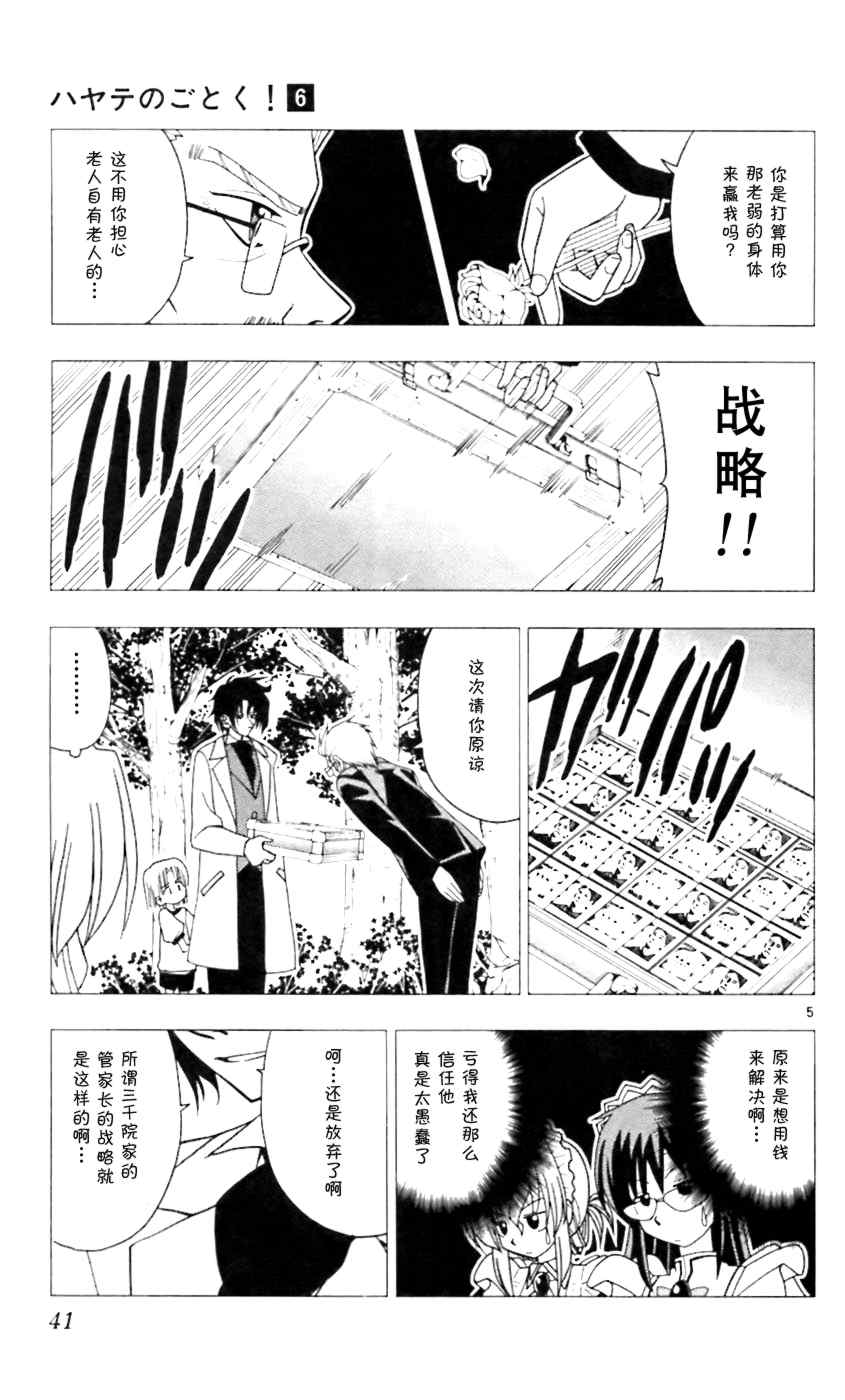 ハヤテのごとく！6
你是打算用你
那老弱的身体
来赢我吗？
这不用你担心
老人自有老人的…
战略!!
ガパッ
这次请你原谅
………
5
原来是想用钱
来解决啊…
亏得我还那么
信任他
真是太愚蠢了
呵…还是放弃了啊
所谓三千院家的
管家长的战略就
是这样的啊…
41